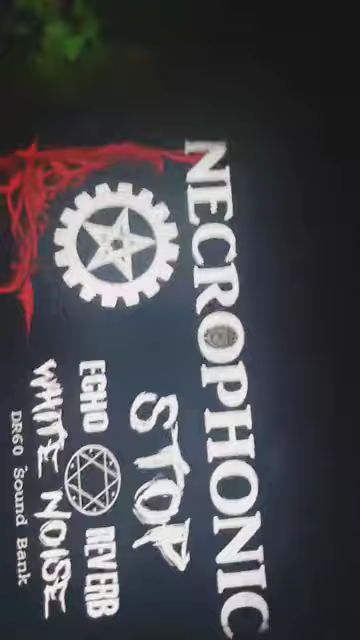 NECROPHONIC
STOP
ECHO REVERB
WHITE NOISE
DR60 Sound Bank